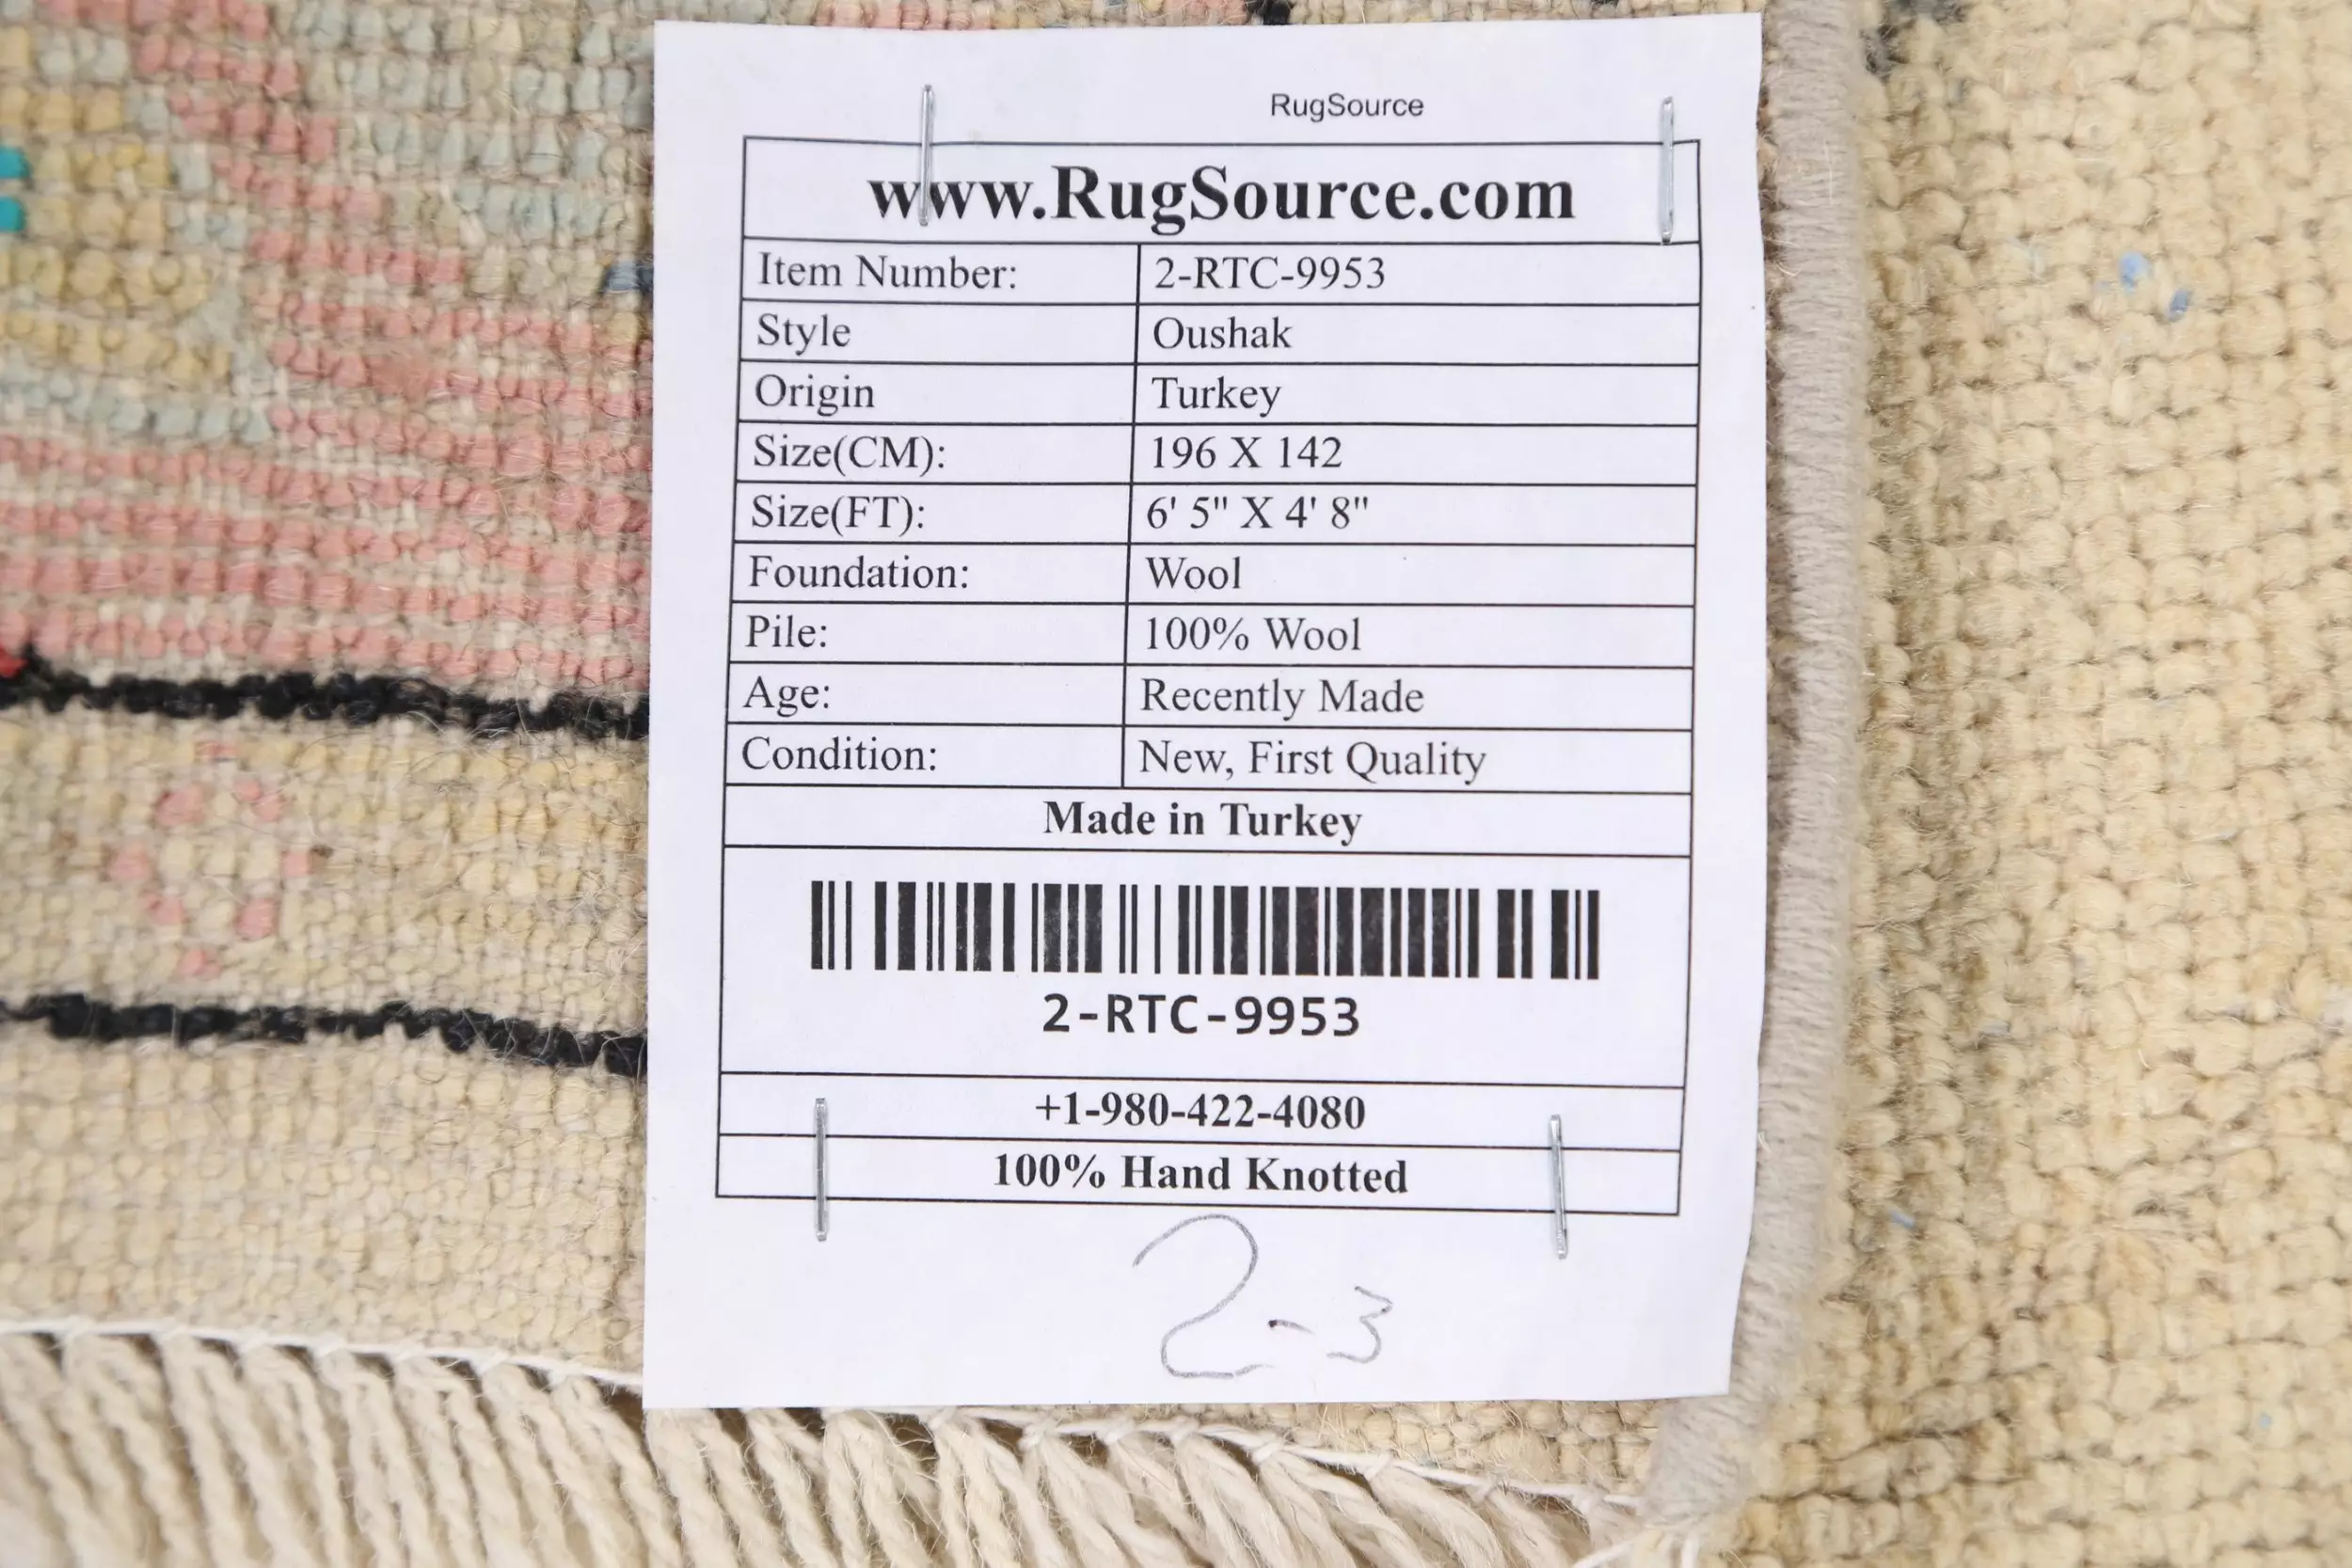 RugSource
www.RugSource.com
Item Number: 2-RTC-9953
Style Oushak
Origin Turkey
Size(CM): 196 X 142
Size(FT): 6' 5" X 4' 8"
Foundation: Wool
Pile: 100% Wool
Age: Recently Made
Condition: New, First Quality
Made in Turkey
2-RTC-9953
+1-980-422-4080
100% Hand Knotted
2-3